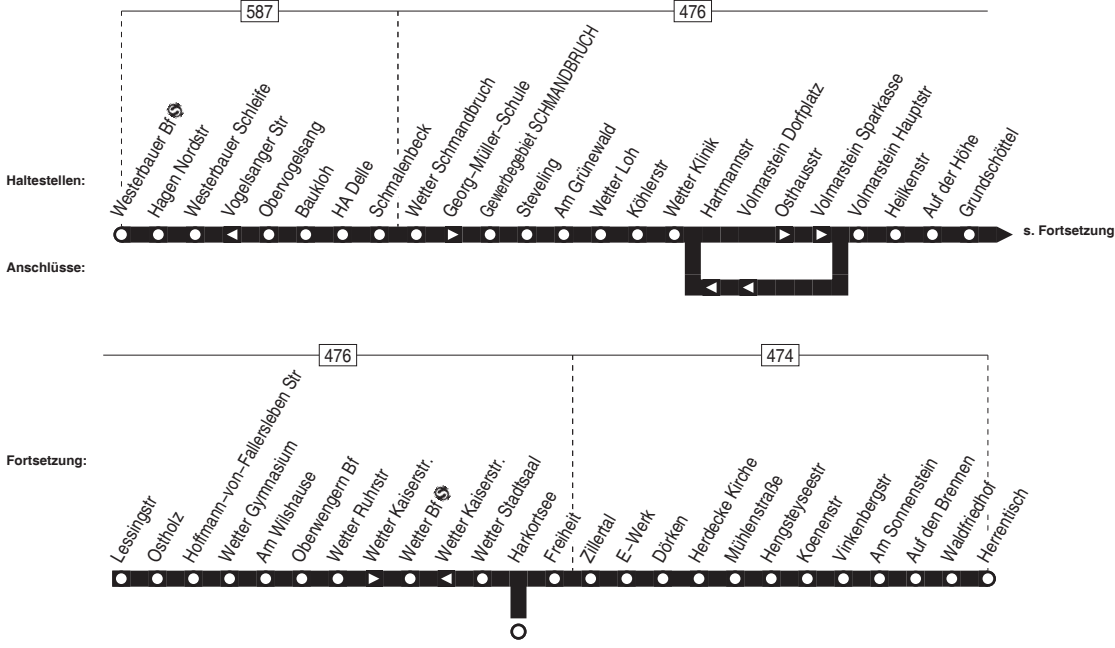 587
476
Westerbauer Bf S
Hagen Nordstr
Westerbauer Schleife
Vogelsanger Str
Obervogelsang
Baukloh
HA Delle
Schmalenbeck
Wetter Schmandbruch
Georg-Müller-Schule
Gewerbegebiet SCHMANDBRUCH
Steveling
Am Grünewald
Wetter Loh
Köhlerstr
Wetter Klinik
Hartmannstr
Volmarstein Dorfplatz
Osthausstr
Volmarstein Sparkasse
Volmarstein Hauptstr
Heilkenstr
Auf der Höhe
Grundschöttel
Haltestellen:
s. Fortsetzung
Anschlüsse:
476
474
Fortsetzung:
Lessingstr
Ostholz
Hoffmann-von-Fallersleben Str
Wetter Gymnasium
Am Wilshause
Oberwengern Bf
Wetter Ruhrstr
Wetter Kaiserstr.
Wetter Bf S
Wetter Kaiserstr.
Wetter Stadtsaal
Harkortsee
Freiheit
Zillertal
E-Werk
Dörken
Herdecke Kirche
Mühlenstraße
Hengsteyseestr
Koenenstr
Vinkenbergstr
Am Sonnenstein
Auf den Brennen
Waldfriedhof
Herrentisch